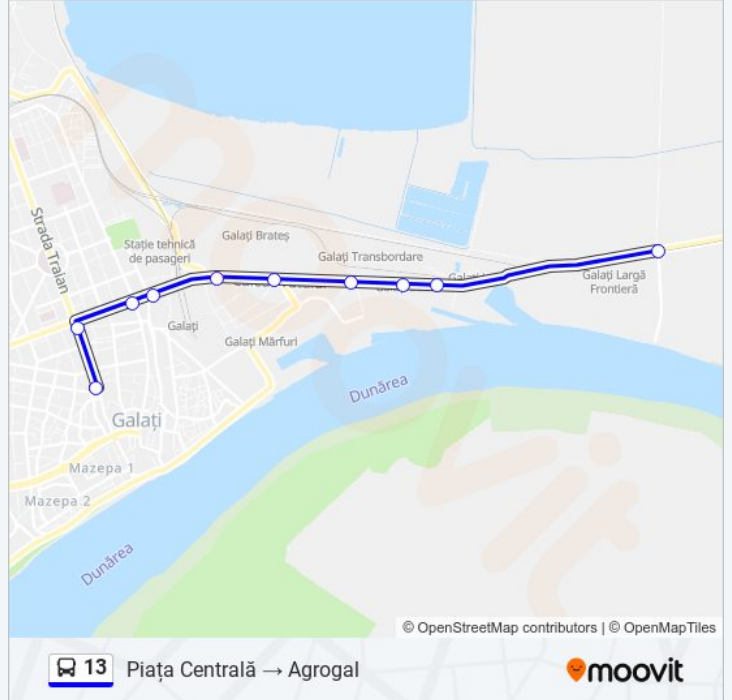 Strada Traian
Stație tehnică
de pasageri
Galați Brateș
Galați Transbordare
Galați Largă
Frontieră
Galați
Galați Mărfuri
Dunărea
Galați
Mazepa 1
Mazepa 2
Dunărea
moovit
© OpenStreetMap contributors | © OpenMapTiles
13 Piața Centrală → Agrogal
moovit